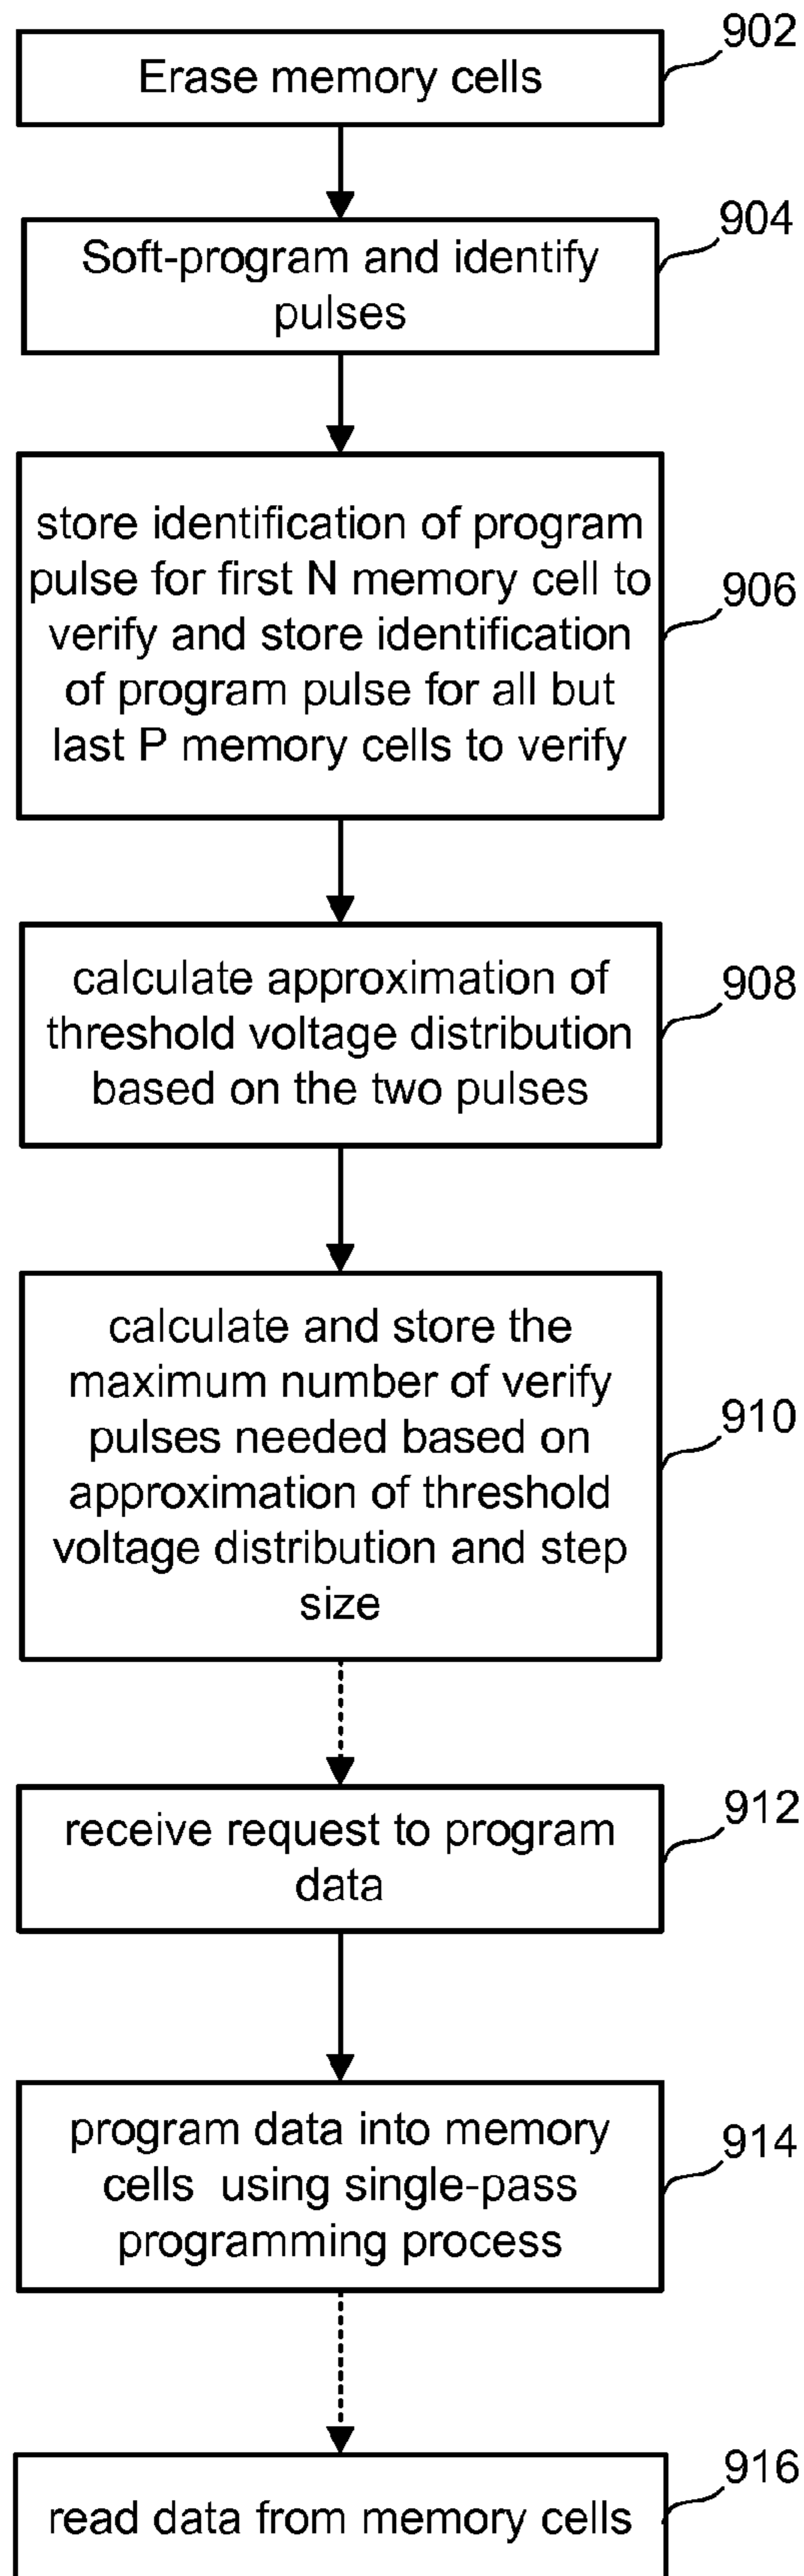 902
Erase memory cells
904
Soft-program and identify
pulses
store identification of program
pulse for first N memory cell to
906
verify and store identification
of program pulse for all but
last P memory cells to verify
calculate approximation of
908
threshold voltage distribution
based on the two pulses
calculate and store the
maximum number of verify
910
pulses needed based on
approximation of threshold
voltage distribution and step
size
912
receive request to program
data
program data into memory
914
cells using single-pass
programming process
916
read data from memory cells